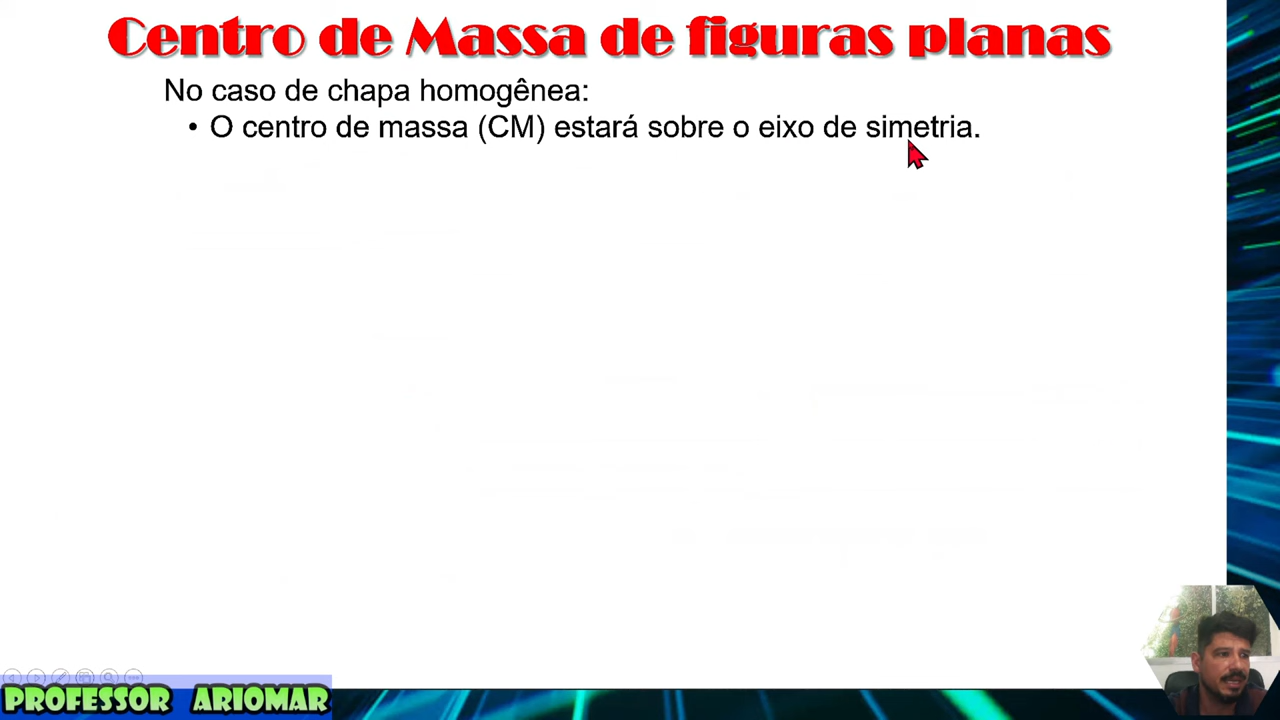 Centro de Massa de figuras planas
No caso de chapa homogênea:
• O centro de massa (CM) estará sobre o eixo de simetria.
PROFESSOR ARIOMAR